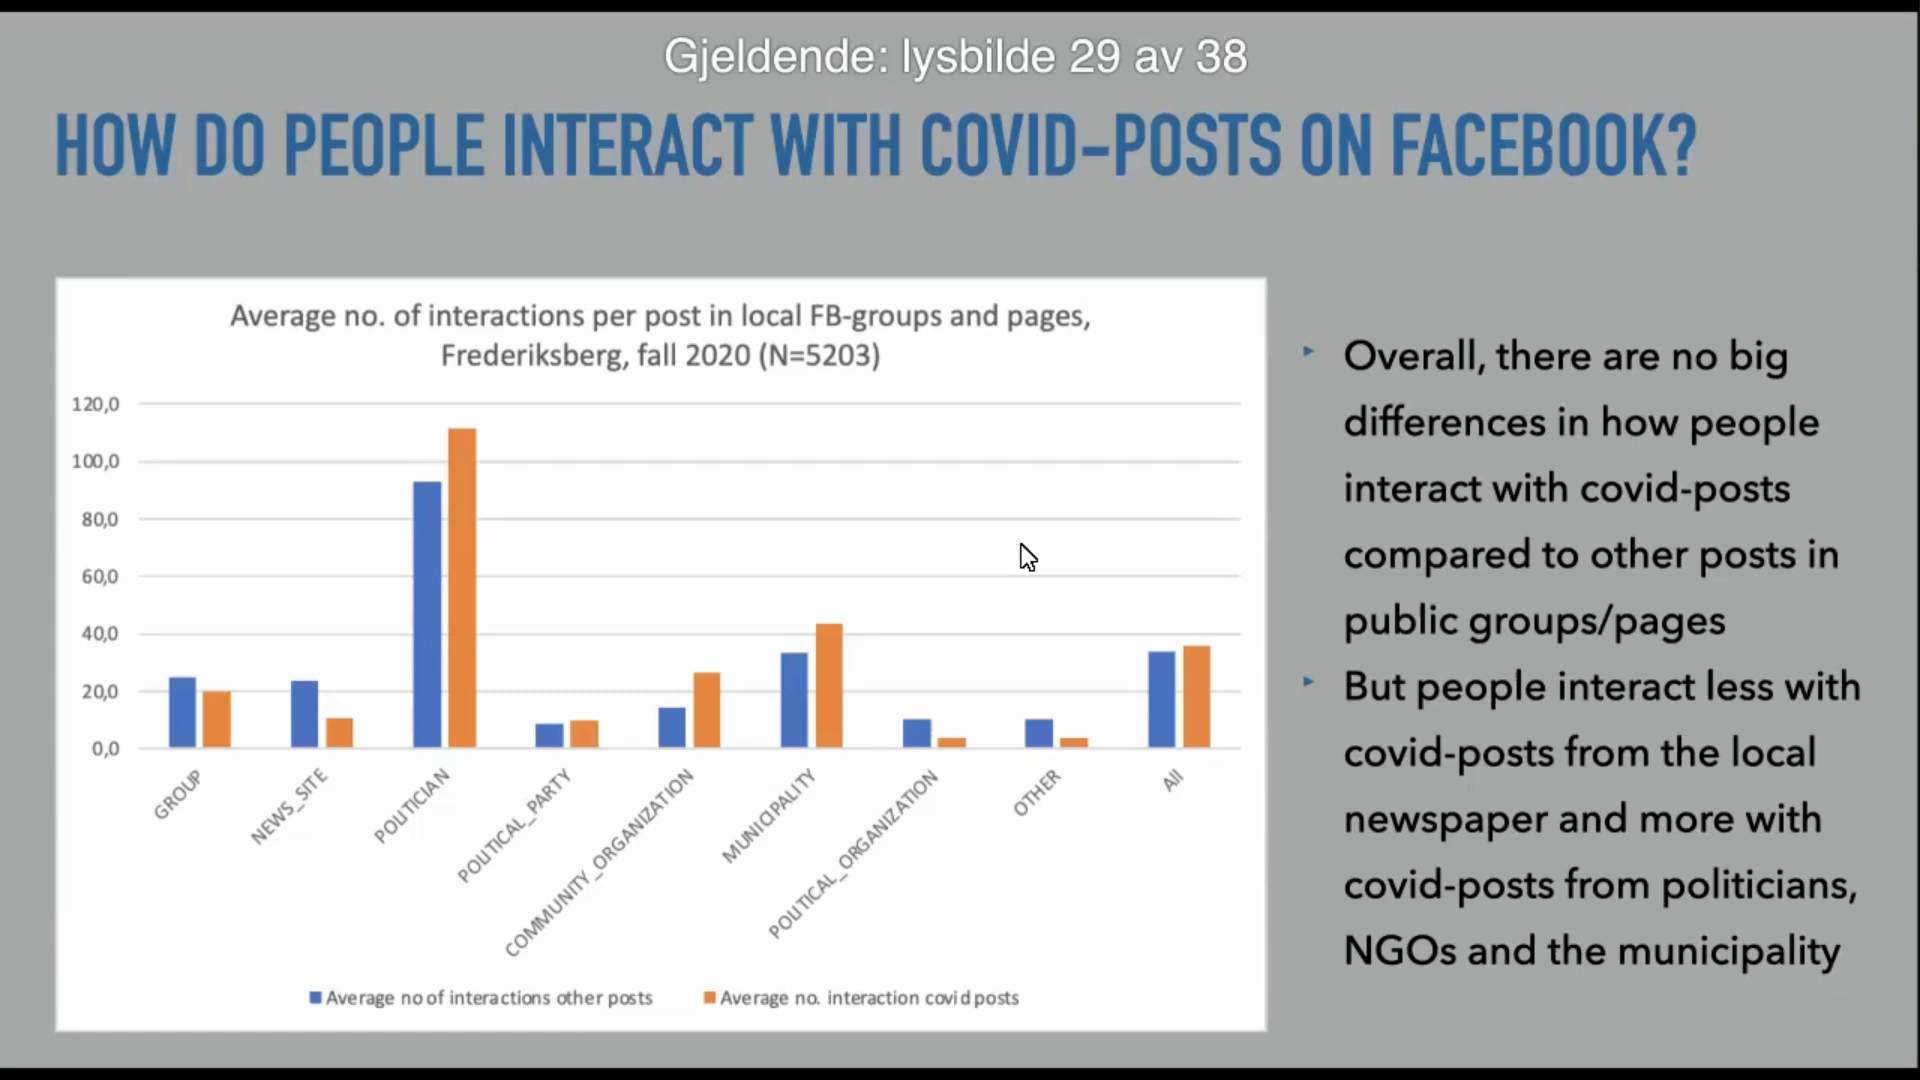 Gjeldende: lysbilde 29 av 38
HOW DO PEOPLE INTERACT WITH COVID-POSTS ON FACEBOOK?
Average no. of interactions per post in local FB-groups and pages,
Frederiksberg, fall 2020 (N=5203)
120,0
100,0
80,0
60,0
40,0
20,0
0,0
GROUP
NEWS_SITE
POLITICIAN
POLITICAL_PARTY
COMMUNITY_ORGANIZATION
MUNICIPALITY
POLITICAL_ORGANIZATION
OTHER
All
Average no of interactions other posts
Average no. interaction covid posts
Overall, there are no big
differences in how people
interact with covid-posts
compared to other posts in
public groups/pages
But people interact less with
covid-posts from the local
newspaper and more with
covid-posts from politicians,
NGOs and the municipality